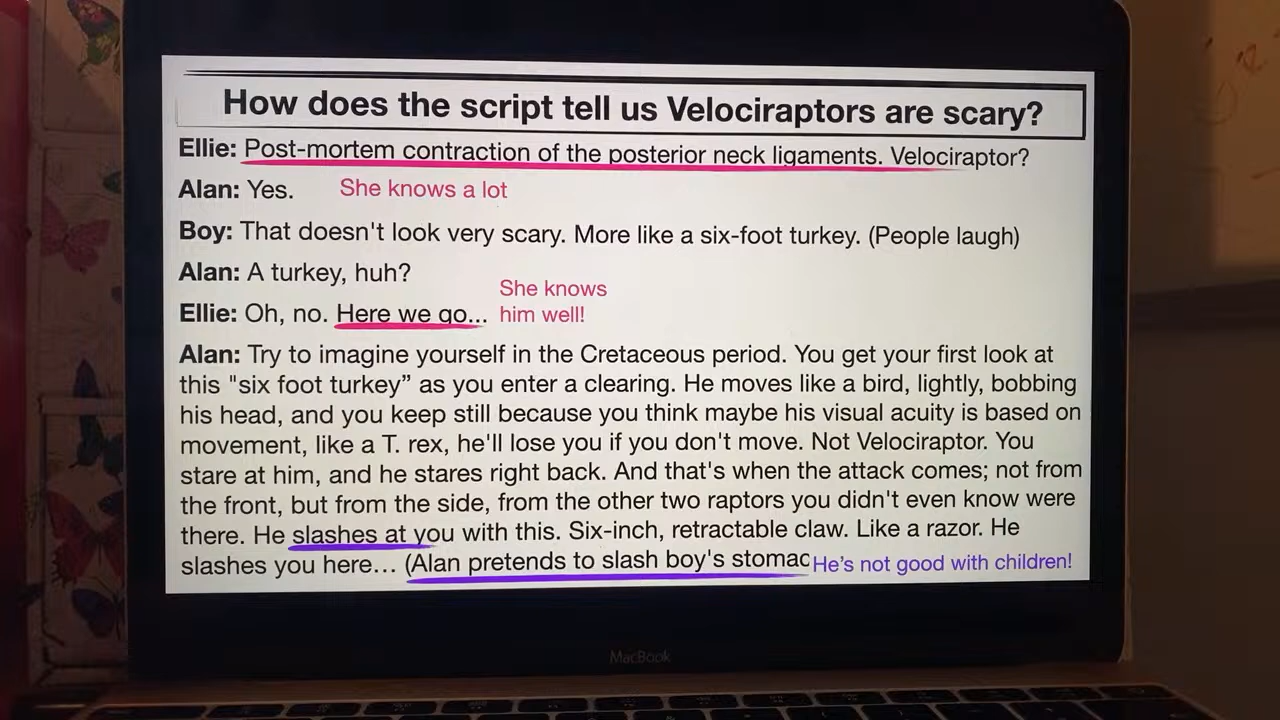 How does the script tell us Velociraptors are scary?
Ellie: Post-mortem contraction of the posterior neck ligaments. Velociraptor?
Alan: Yes. She knows a lot
Boy: That doesn't look very scary. More like a six-foot turkey. (People laugh)
Alan: A turkey, huh?
She knows
Ellie: Oh, no. Here we go... him well!
Alan: Try to imagine yourself in the Cretaceous period. You get your first look at
this "six foot turkey” as you enter a clearing. He moves like a bird, lightly, bobbing
his head, and you keep still because you think maybe his visual acuity is based on
movement, like a T. rex, he'll lose you if you don't move. Not Velociraptor. You
stare at him, and he stares right back. And that's when the attack comes; not from
the front, but from the side, from the other two raptors you didn't even know were
there. He slashes at you with this. Six-inch, retractable claw. Like a razor. He
slashes you here… (Alan pretends to slash boy's stomac He’s not good with children!
MacBook